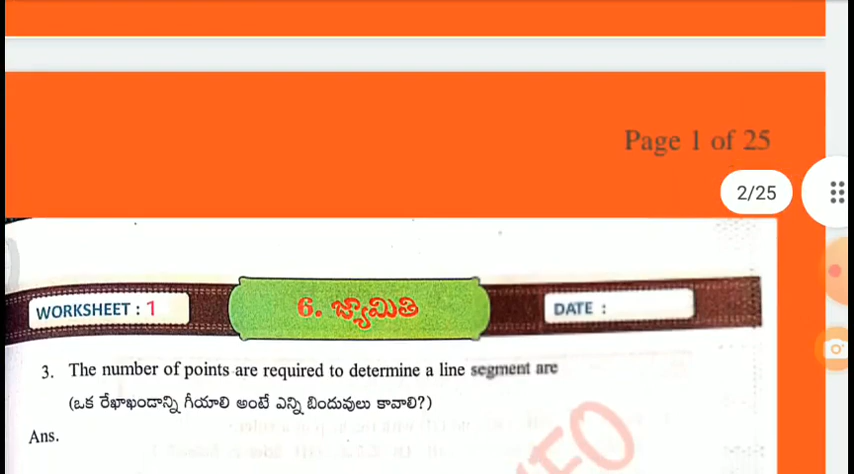 Page 1 of 25
2/25
WORKSHEET : 1
6. జ్యామితి
DATE :
3. The number of points are required to determine a line segment are
(ఒక రేఖాఖండాన్ని గీయాలి అంటే ఎన్ని బిందువులు కావాలి?)
Ans.